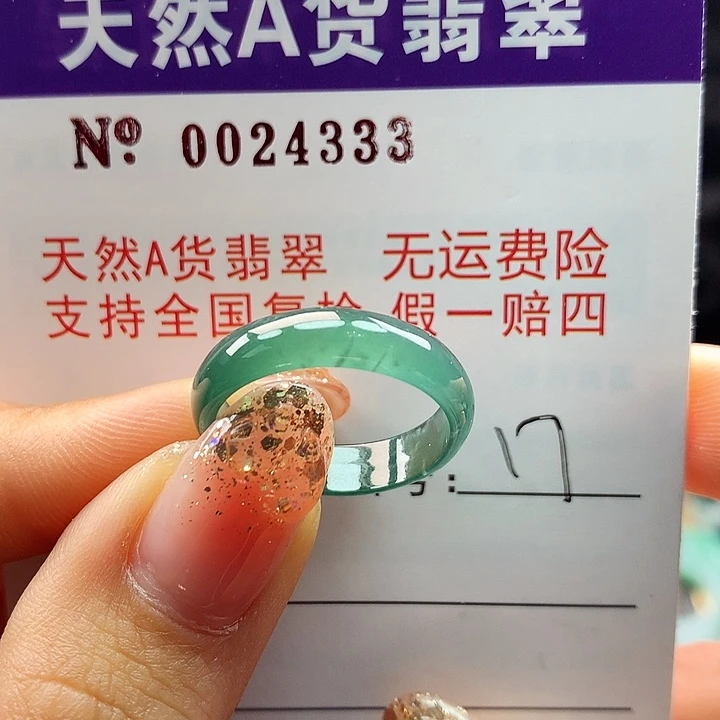 天然A货翡翠
Nº 0024333
天然A货翡翠 无运费险
支持全国复检 假一赔四
号: 17